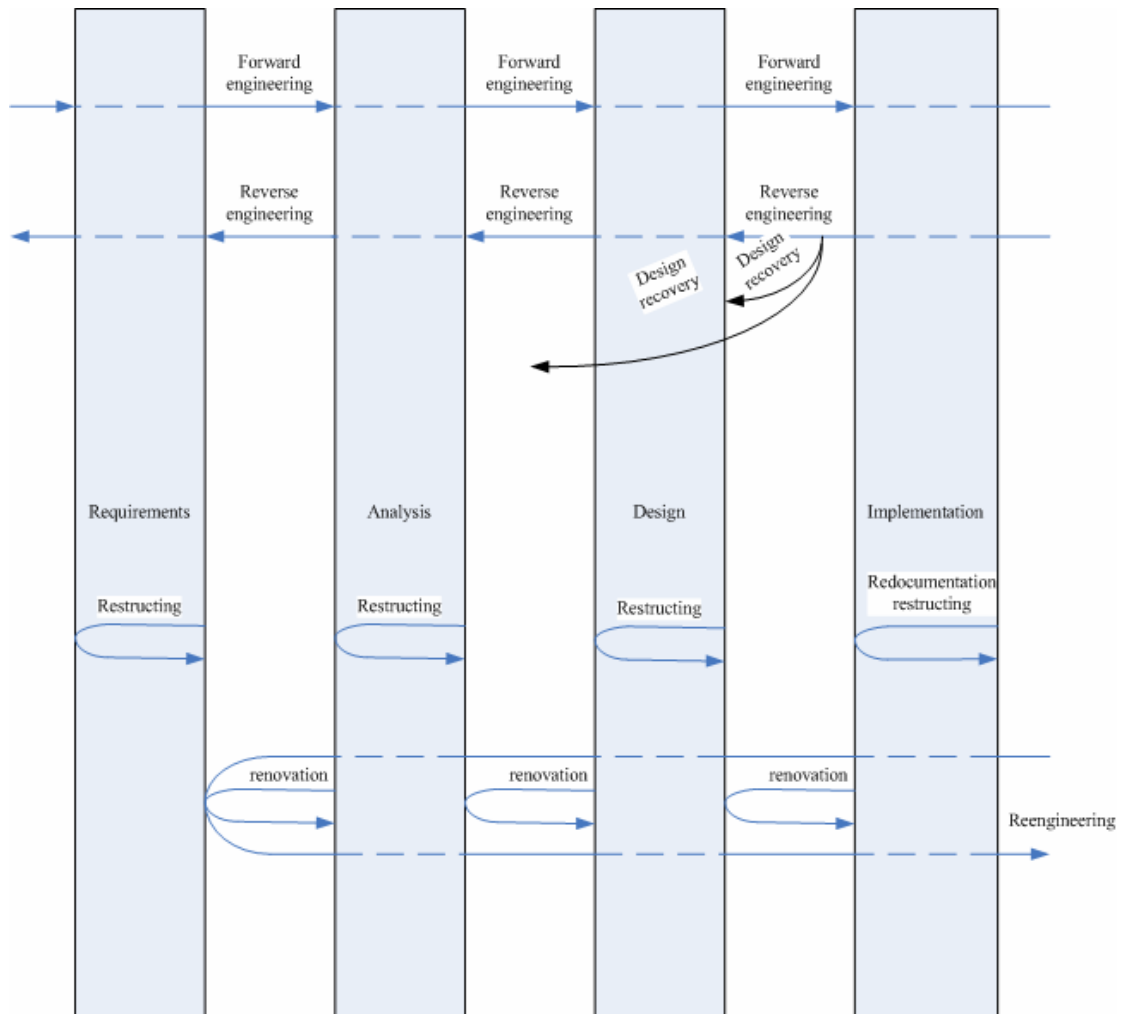 Forward
engineering
Forward
engineering
Forward
engineering
Reverse
engineering
Reverse
engineering
Reverse
engineering
Design
recovery
Design
recovery
Requirements
Analysis
Design
Implementation
Restructing
Restructing
Restructing
Redocumentation
restructing
renovation
renovation
renovation
Reengineering